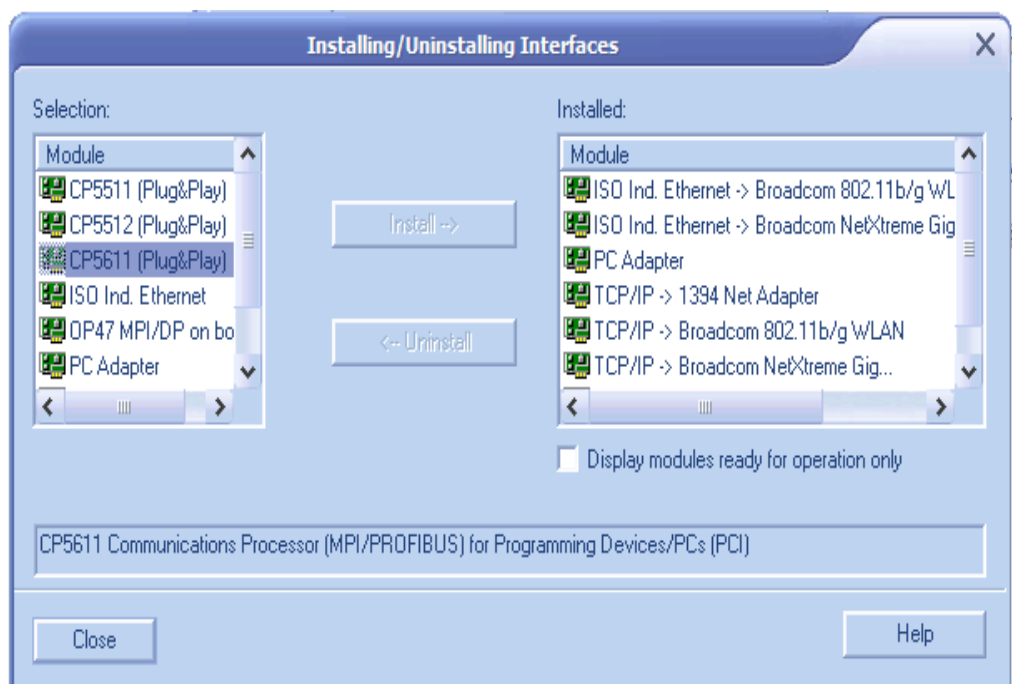 Installing/Uninstalling Interfaces
Selection:
Module
CP5511 (Plug&Play)
CP5512 (Plug&Play)
CP5611 (Plug&Play)
ISO Ind. Ethernet
OP47 MPI/DP on bo
PC Adapter
Install -->
<-- Uninstall
Installed:
Module
ISO Ind. Ethernet -> Broadcom 802.11b/g WL
ISO Ind. Ethernet -> Broadcom NetXtreme Gig
PC Adapter
TCP/IP -> 1394 Net Adapter
TCP/IP -> Broadcom 802.11b/g WLAN
TCP/IP -> Broadcom NetXtreme Gig...
Display modules ready for operation only
CP5611 Communications Processor (MPI/PROFIBUS) for Programming Devices/PCs (PCI)
Close
Help